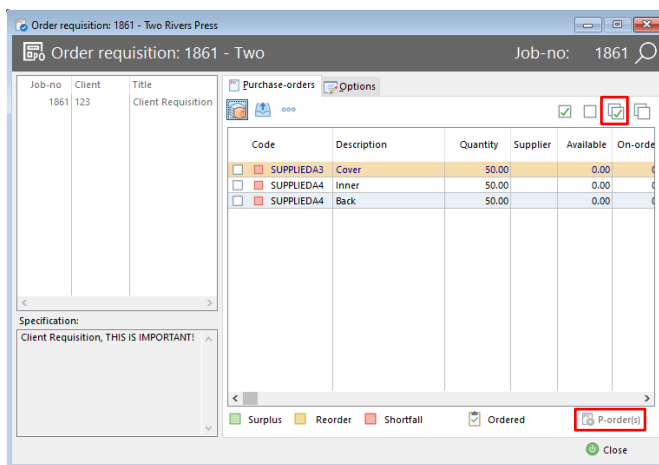 Order requisition: 1861 - Two Rivers Press
Order requisition: 1861 - Two
Job-no: 1861
Job-no Client Title
1861 123 Client Requisition
Purchase-orders Options
Code Description Quantity Supplier Available On-orde
SUPPLIEDA3 Cover 50.00 0.00
SUPPLIEDA4 Inner 50.00 0.00
SUPPLIEDA4 Back 50.00 0.00
Specification:
Client Requisition, THIS IS IMPORTANT!
Surplus Reorder Shortfall Ordered P-order(s)
Close